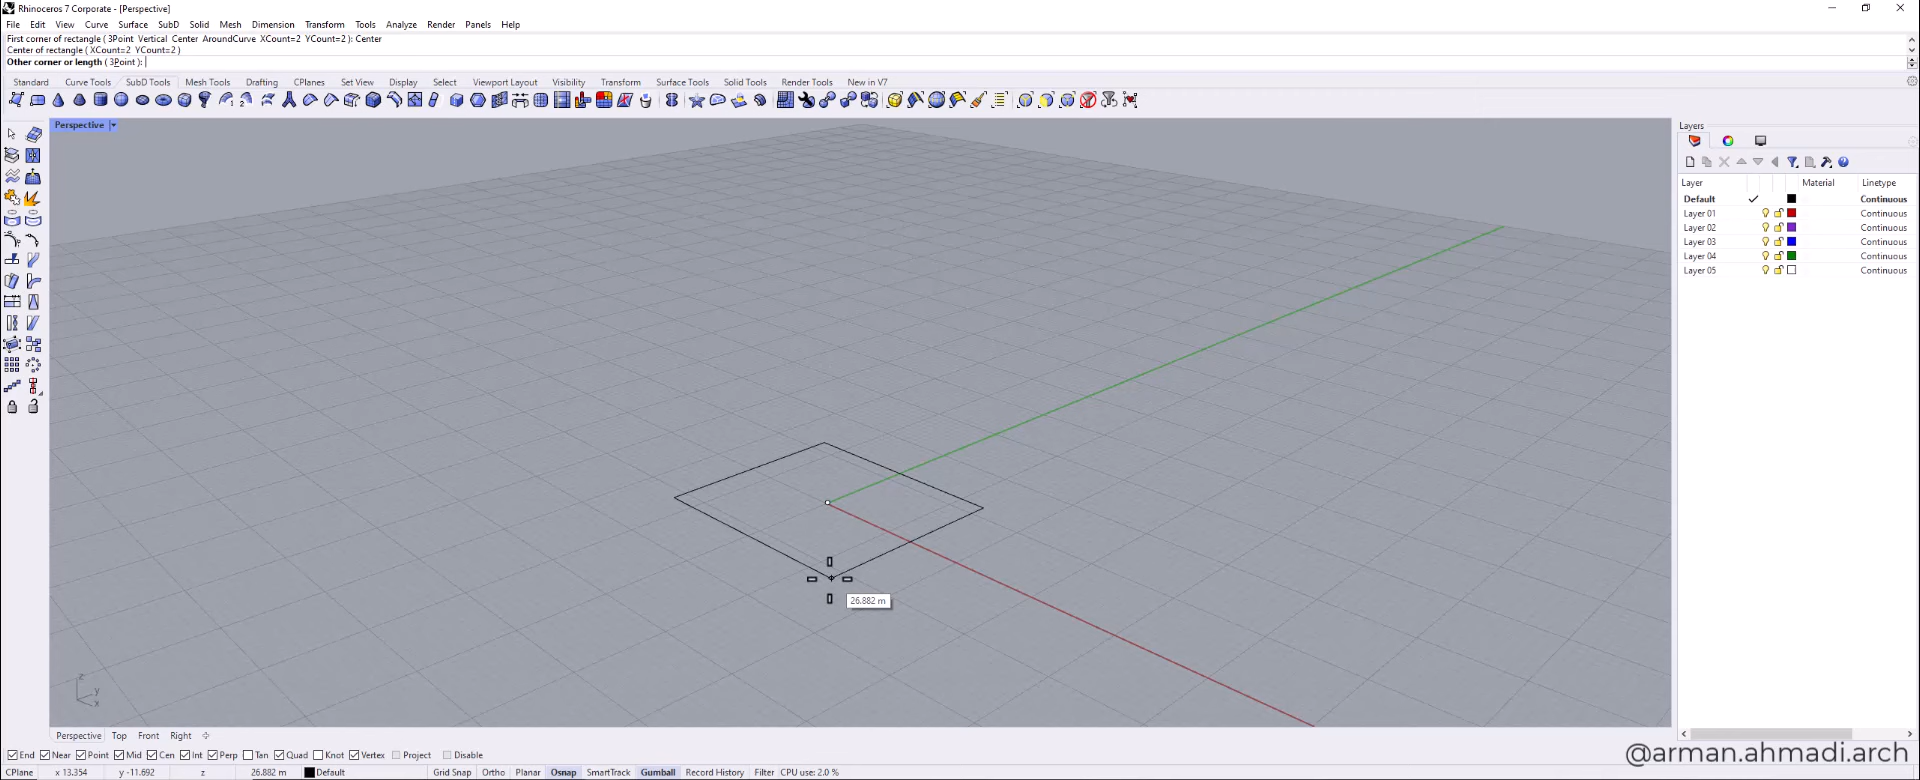 Rhinoceros 7 Corporate - [Perspective]
File Edit View Curve Surface SubD Solid Mesh Dimension Transform Tools Analyze Render Panels Help
First corner of rectangle ( 3Point Vertical Center AroundCurve XCount=2 YCount=2 ): Center
Center of rectangle ( XCount=2 YCount=2 )
Other corner or length ( 3Point ):
Standard Curve Tools SubD Tools Mesh Tools Drafting CPlanes Set View Display Select Viewport Layout Visibility Transform Surface Tools Solid Tools Render Tools New in V7
Perspective
Layers
Layer Material Linetype
Default Continuous
Layer 01 Continuous
Layer 02 Continuous
Layer 03 Continuous
Layer 04 Continuous
Layer 05 Continuous
26.882 m
z
y
x
Perspective Top Front Right
End Near Point Mid Cen Int Perp Tan Quad Knot Vertex Project Disable
@arman.ahmadi.arch
CPlane x 13.354 y -11.692 z 26.882 m Default Grid Snap Ortho Planar Osnap SmartTrack Gumball Record History Filter CPU use: 2.0 %